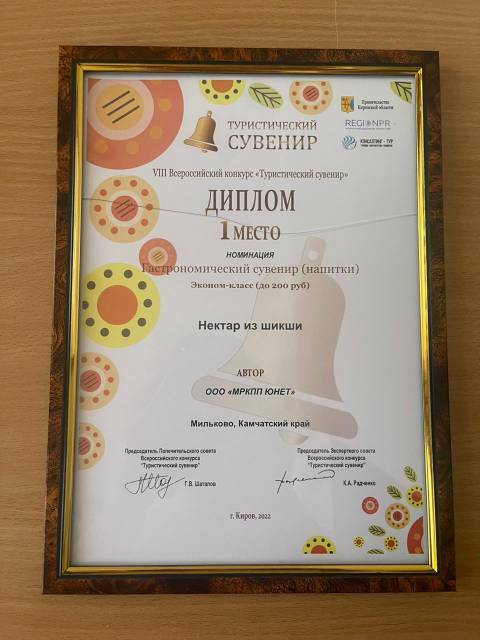 ТУРИСТИЧЕСКИЙ
СУВЕНИР
Правительство
Кировской области
REGIONPR
КОНСАЛТИНГ - ТУР
VIII Всероссийский конкурс «Туристический сувенир»
ДИПЛОМ
1 МЕСТО
НОМИНАЦИЯ
Гастрономический сувенир (напитки)
Эконом-класс (до 200 руб)
Нектар из шикши
АВТОР
ООО «МРКПП ЮНЕТ»
Мильково, Камчатский край
Председатель Попечительского совета
Всероссийского конкурса
"Туристический сувенир"
Г.В. Шаталов
Председатель Экспертного совета
Всероссийского конкурса
"Туристический сувенир"
К.А. Радченко
г. Киров, 2022